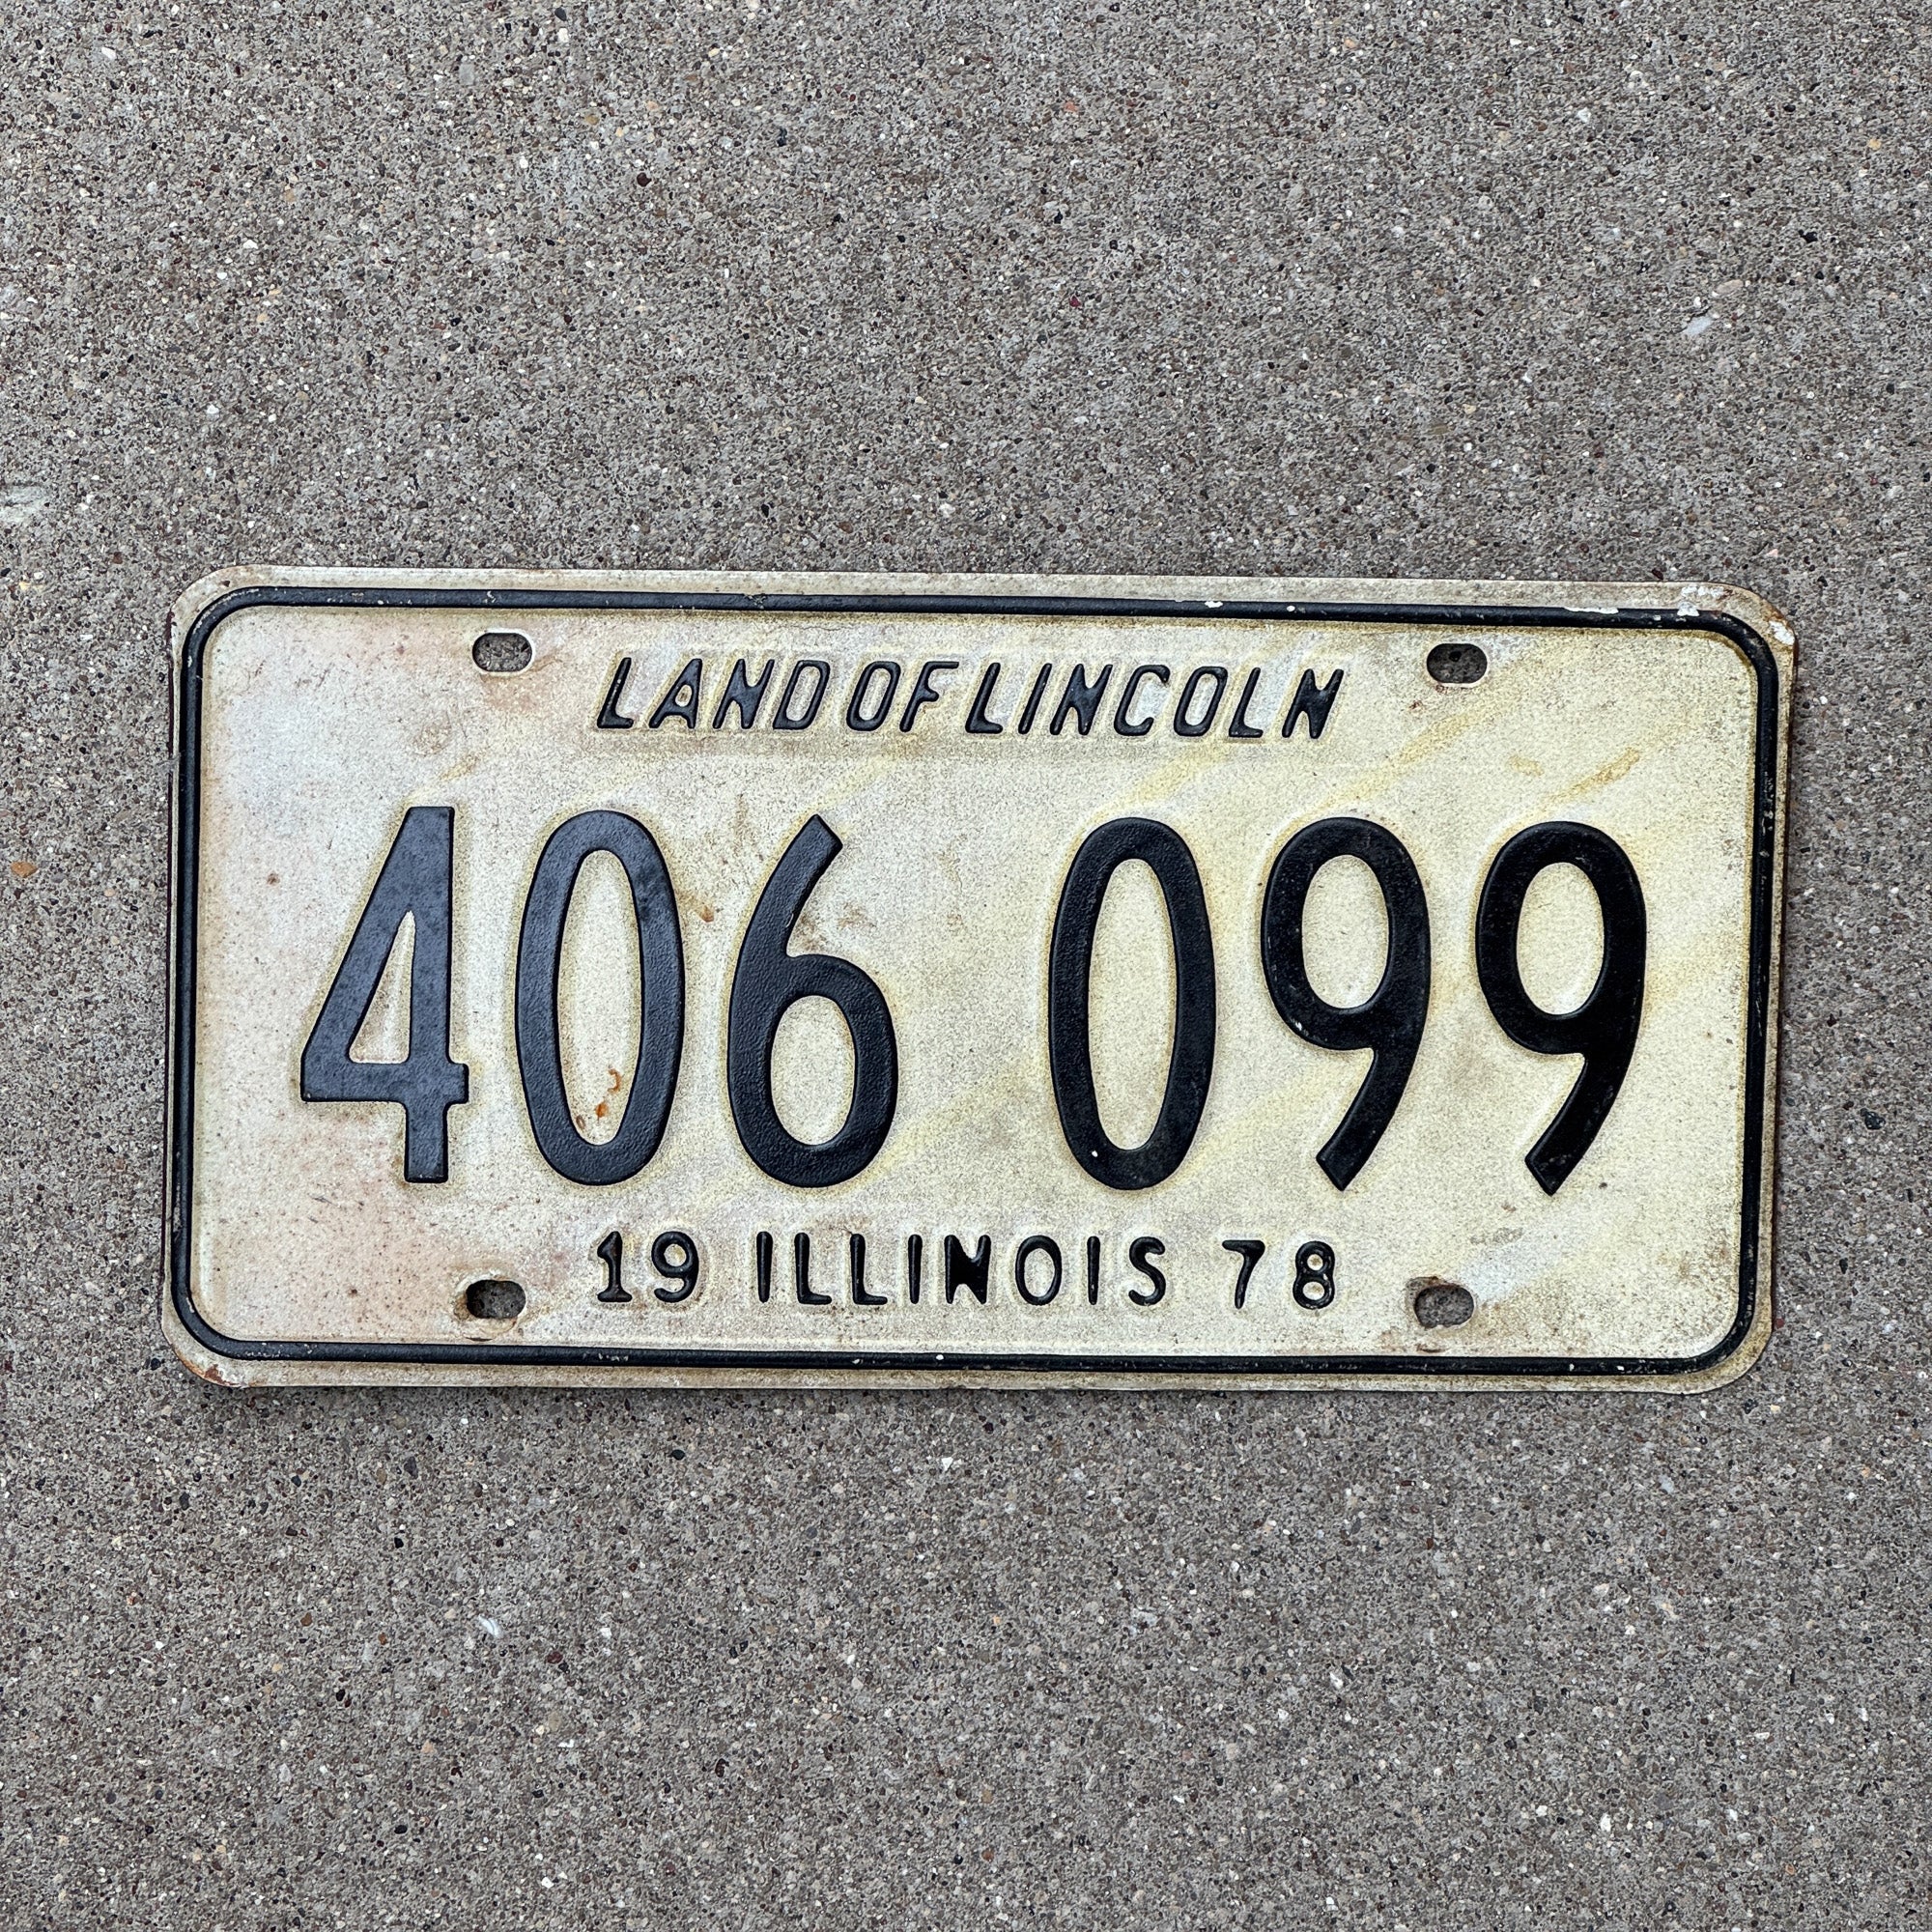 LAND OF LINCOLN
406 099
19 ILLINOIS 78